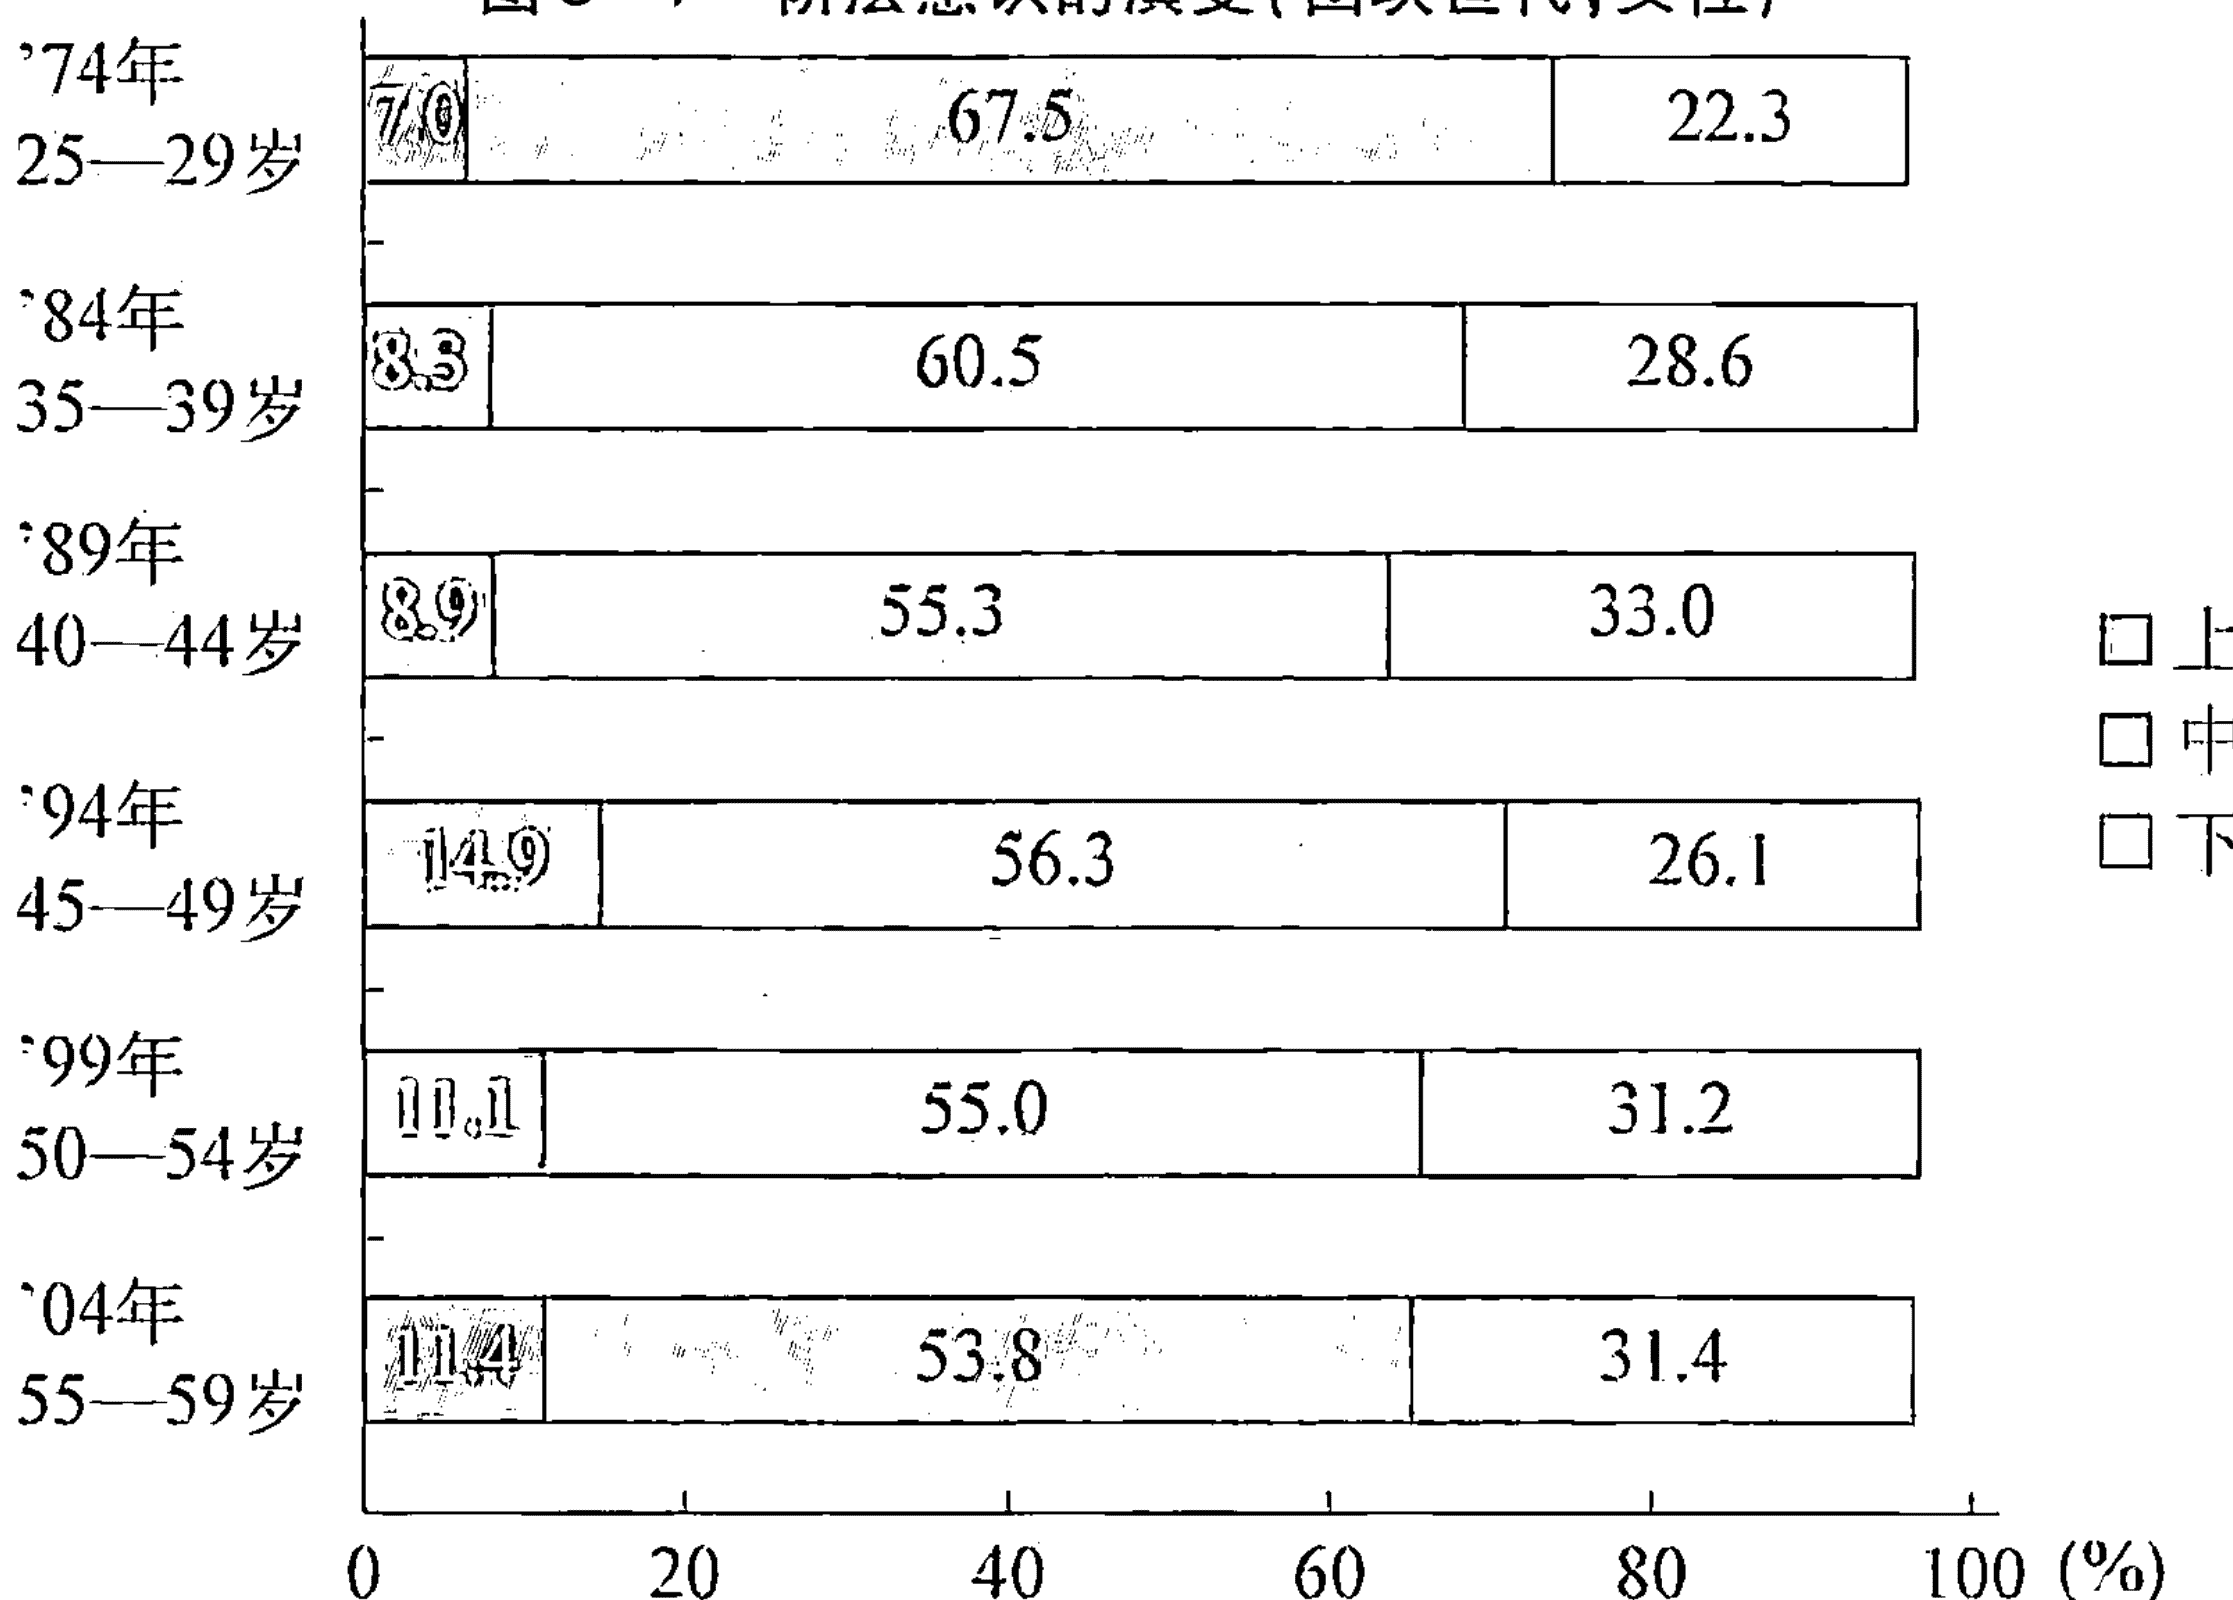 '74年
25—29岁
7.0 67.5 22.3
'84年
35—39岁
8.3 60.5 28.6
'89年
40—44岁
8.9 55.3 33.0
'94年
45—49岁
14.9 56.3 26.1
'99年
50—54岁
11.1 55.0 31.2
'04年
55—59岁
11.4 53.8 31.4
上
中
下
0 20 40 60 80 100 (%)